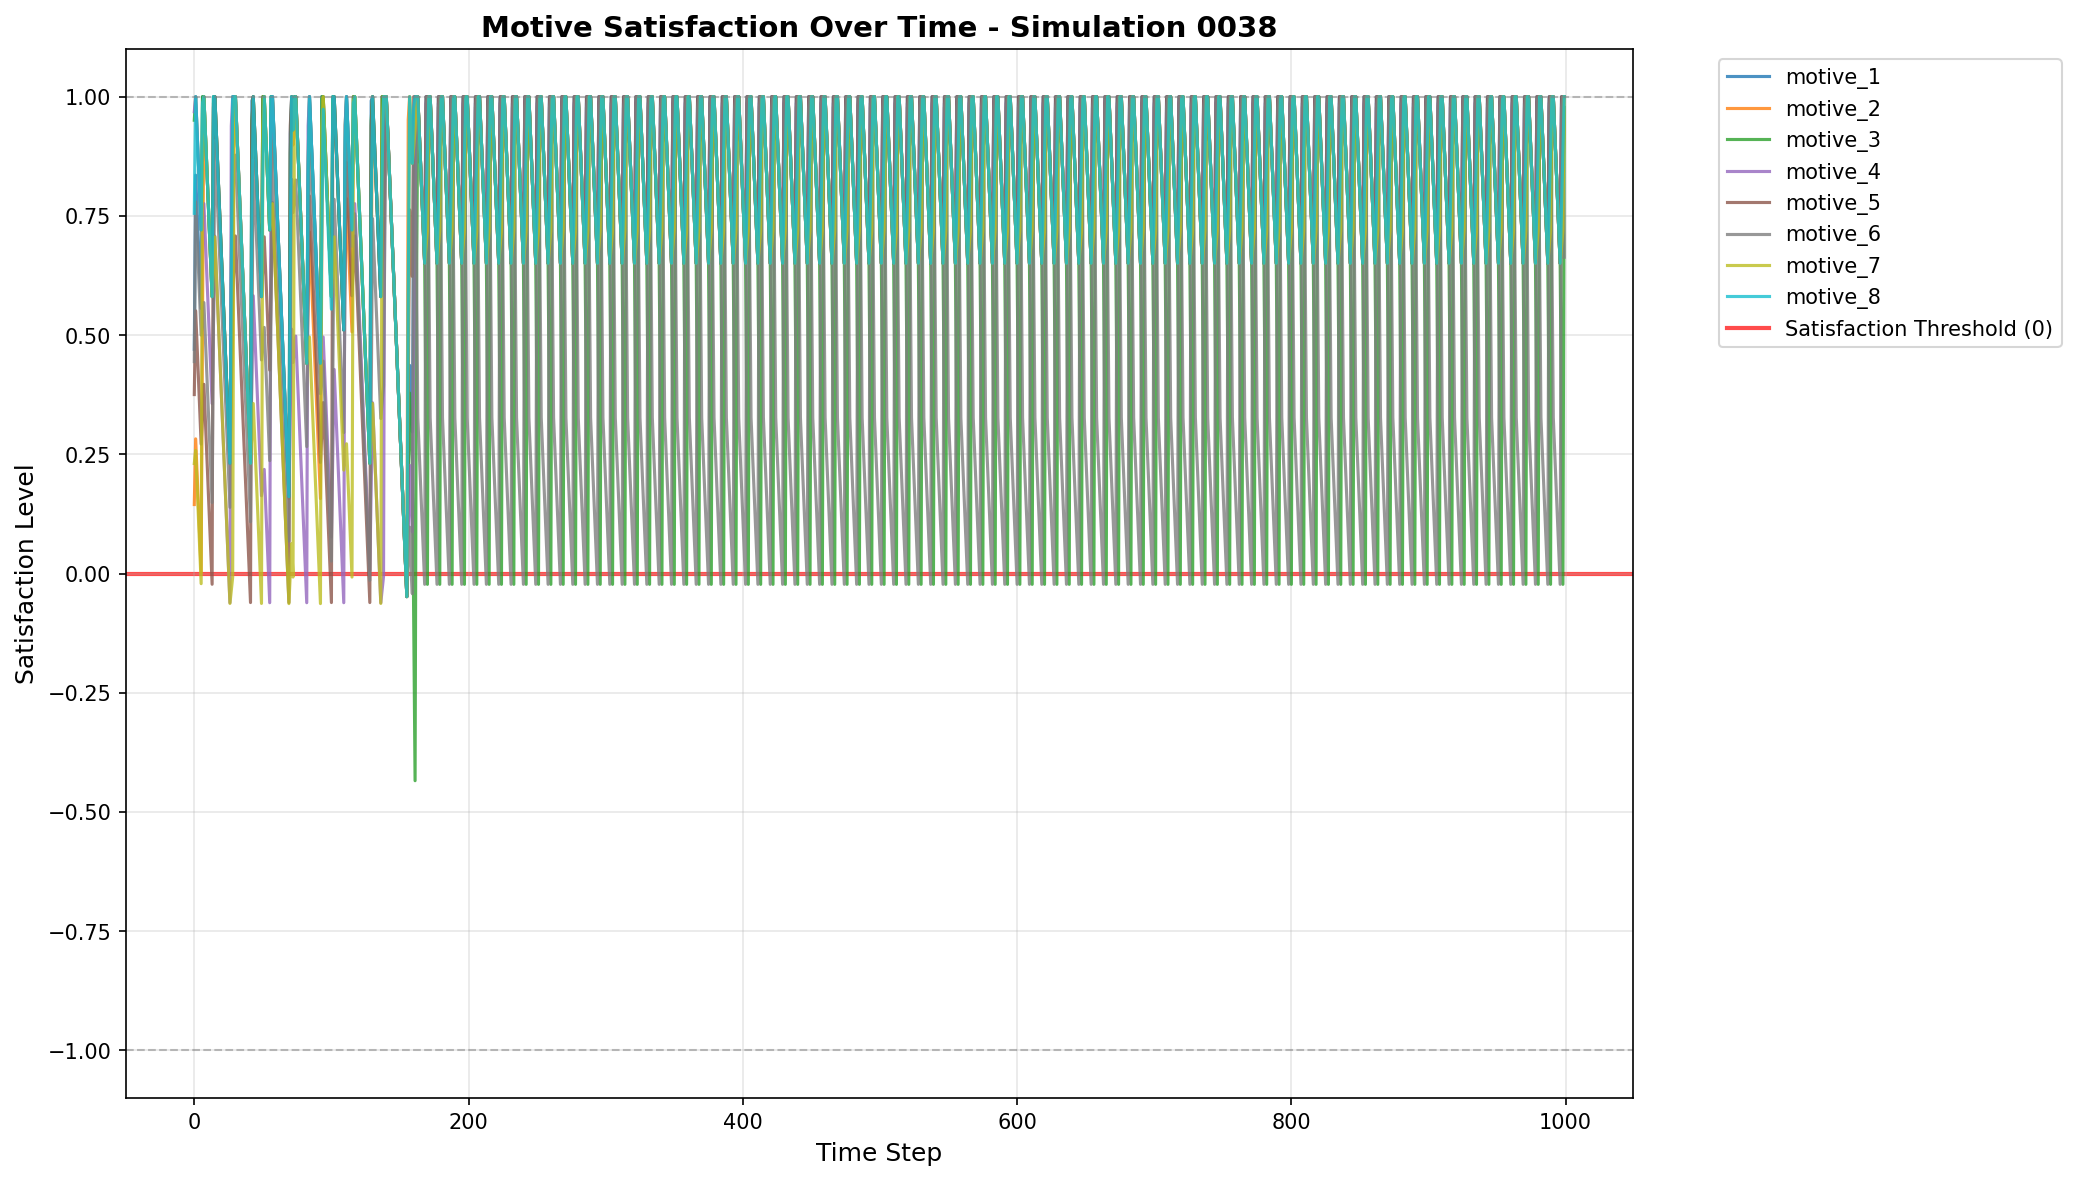 Motive Satisfaction Over Time - Simulation 0038
Satisfaction Level
1.00
0.75
0.50
0.25
0.00
−0.25
−0.50
−0.75
−1.00
0
200
400
600
800
1000
Time Step
motive_1
motive_2
motive_3
motive_4
motive_5
motive_6
motive_7
motive_8
Satisfaction Threshold (0)